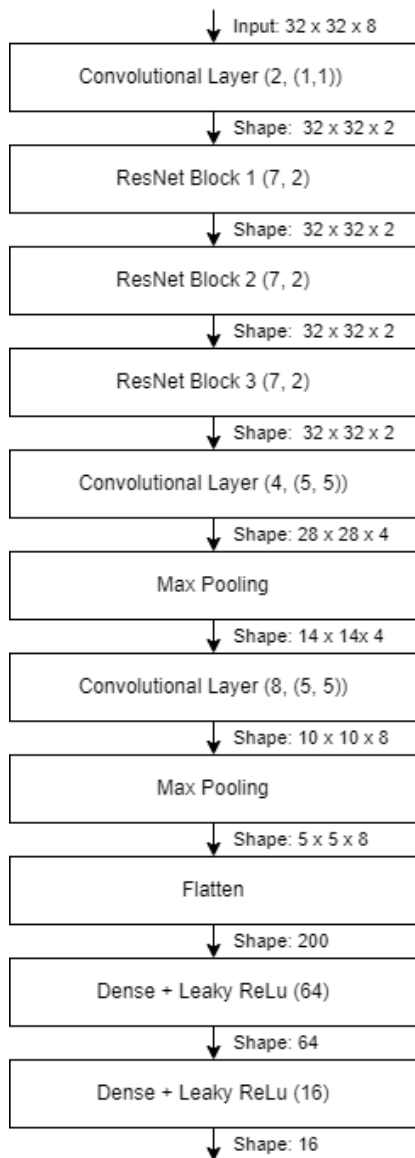 Input: 32 x 32 x 8
Convolutional Layer (2, (1,1))
Shape: 32 x 32 x 2
ResNet Block 1 (7, 2)
Shape: 32 x 32 x 2
ResNet Block 2 (7, 2)
Shape: 32 x 32 x 2
ResNet Block 3 (7, 2)
Shape: 32 x 32 x 2
Convolutional Layer (4, (5, 5))
Shape: 28 x 28 x 4
Max Pooling
Shape: 14 x 14x 4
Convolutional Layer (8, (5, 5))
Shape: 10 x 10 x 8
Max Pooling
Shape: 5 x 5 x 8
Flatten
Shape: 200
Dense + Leaky ReLu (64)
Shape: 64
Dense + Leaky ReLu (16)
Shape: 16